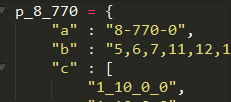 p_8_770 = {
"a" : "8-770-0",
"b" : "5,6,7,11,12,1
"c" : [
"1_10_0_0",